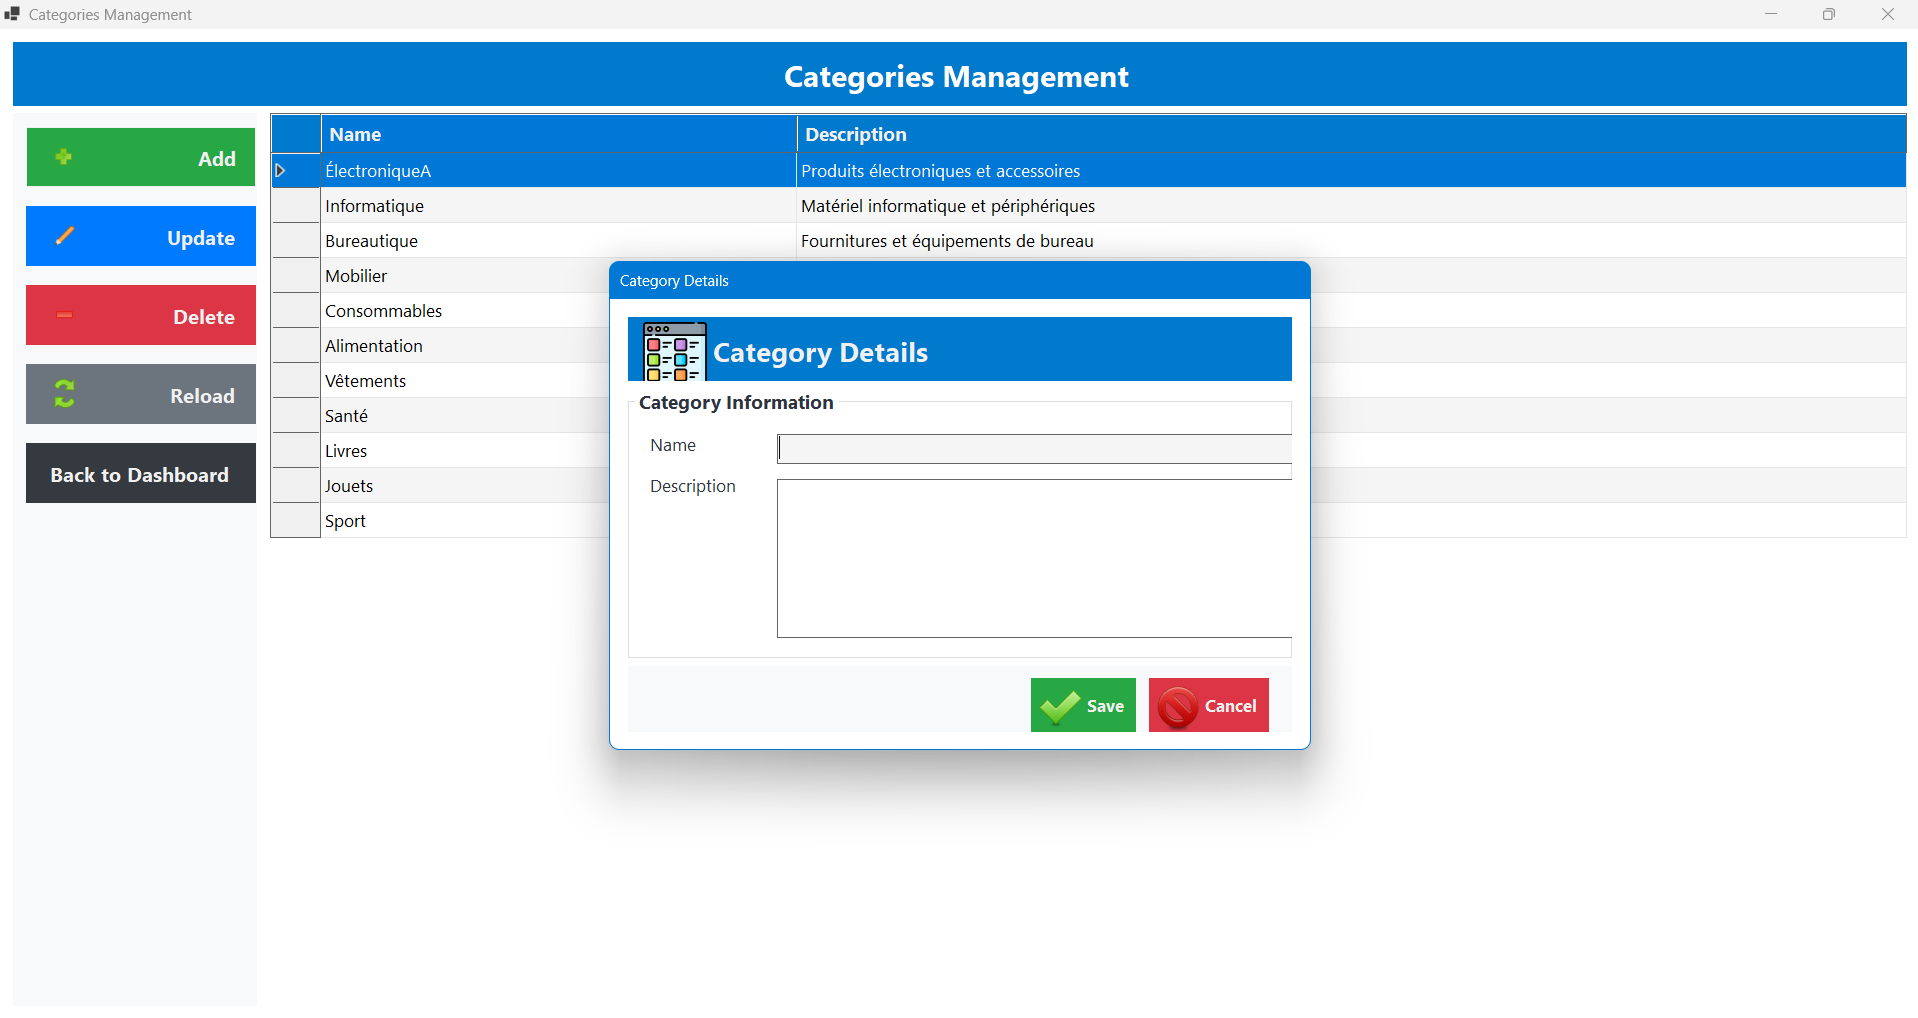 Categories Management
Categories Management
Add
Update
Delete
Reload
Back to Dashboard
Name Description
ÉlectroniqueA Produits électroniques et accessoires
Informatique Matériel informatique et périphériques
Bureautique Fournitures et équipements de bureau
Mobilier
Consommables
Alimentation
Vêtements
Santé
Livres
Jouets
Sport
Category Details
Category Details
Category Information
Name
Description
Save Cancel